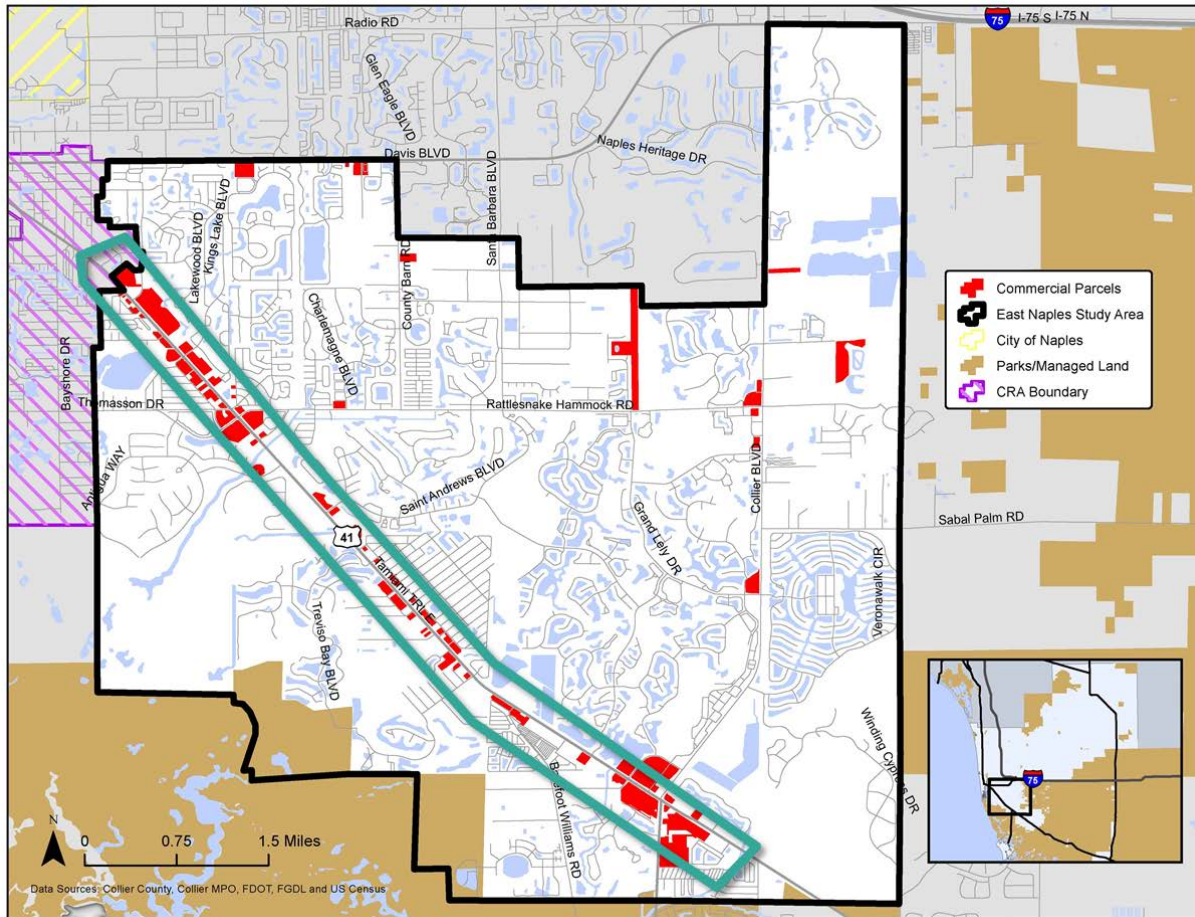 Radio RD
75
I-75 S
I-75 N
Glen Eagle BLVD
Davis BLVD
Naples Heritage DR
Santa Barbara BLVD
Lakewood BLVD
Kings Lake BLVD
County Barn RD
Charlemagne BLVD
Bayshore DR
Thomasson DR
Rattlesnake Hammock RD
Antigua WAY
Saint Andrews BLVD
Collier BLVD
Sabal Palm RD
41
Grand Lely DR
Tamiami TRL E
Veronawalk CIR
Treviso Bay BLVD
Winding Cypress DR
Barefoot Williams RD
Commercial Parcels
East Naples Study Area
City of Naples
Parks/Managed Land
CRA Boundary
75
N
0 0.75 1.5 Miles
Data Sources: Collier County, Collier MPO, FDOT, FGDL and US Census